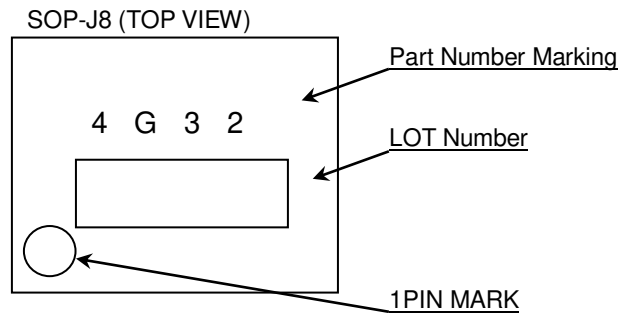 SOP-J8 (TOP VIEW)
Part Number Marking
4 G 3 2
LOT Number
1PIN MARK